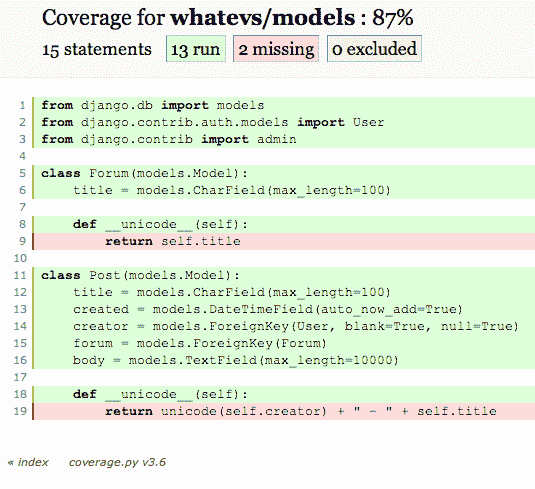 Coverage for whatevs/models : 87%
15 statements 13 run 2 missing 0 excluded
1 from django.db import models
2 from django.contrib.auth.models import User
3 from django.contrib import admin
4
5 class Forum(models.Model):
6     title = models.CharField(max_length=100)
7
8     def __unicode__(self):
9         return self.title
10
11 class Post(models.Model):
12     title = models.CharField(max_length=100)
13     created = models.DateTimeField(auto_now_add=True)
14     creator = models.ForeignKey(User, blank=True, null=True)
15     forum = models.ForeignKey(Forum)
16     body = models.TextField(max_length=10000)
17
18     def __unicode__(self):
19         return unicode(self.creator) + " - " + self.title
« index coverage.py v3.6